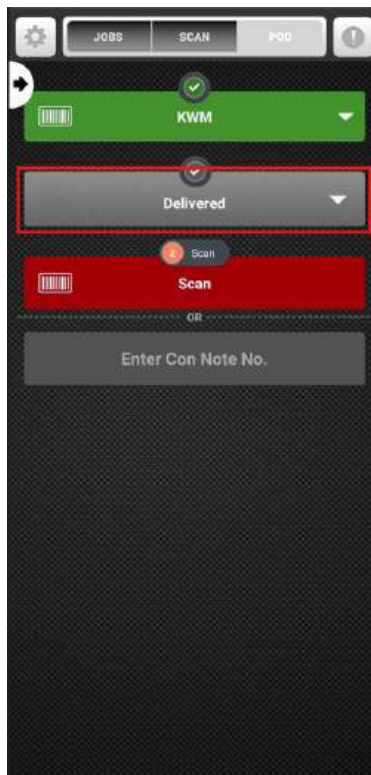 JOBS SCAN POD
KWM
Delivered
2 Scan
Scan
OR
Enter Con Note No.